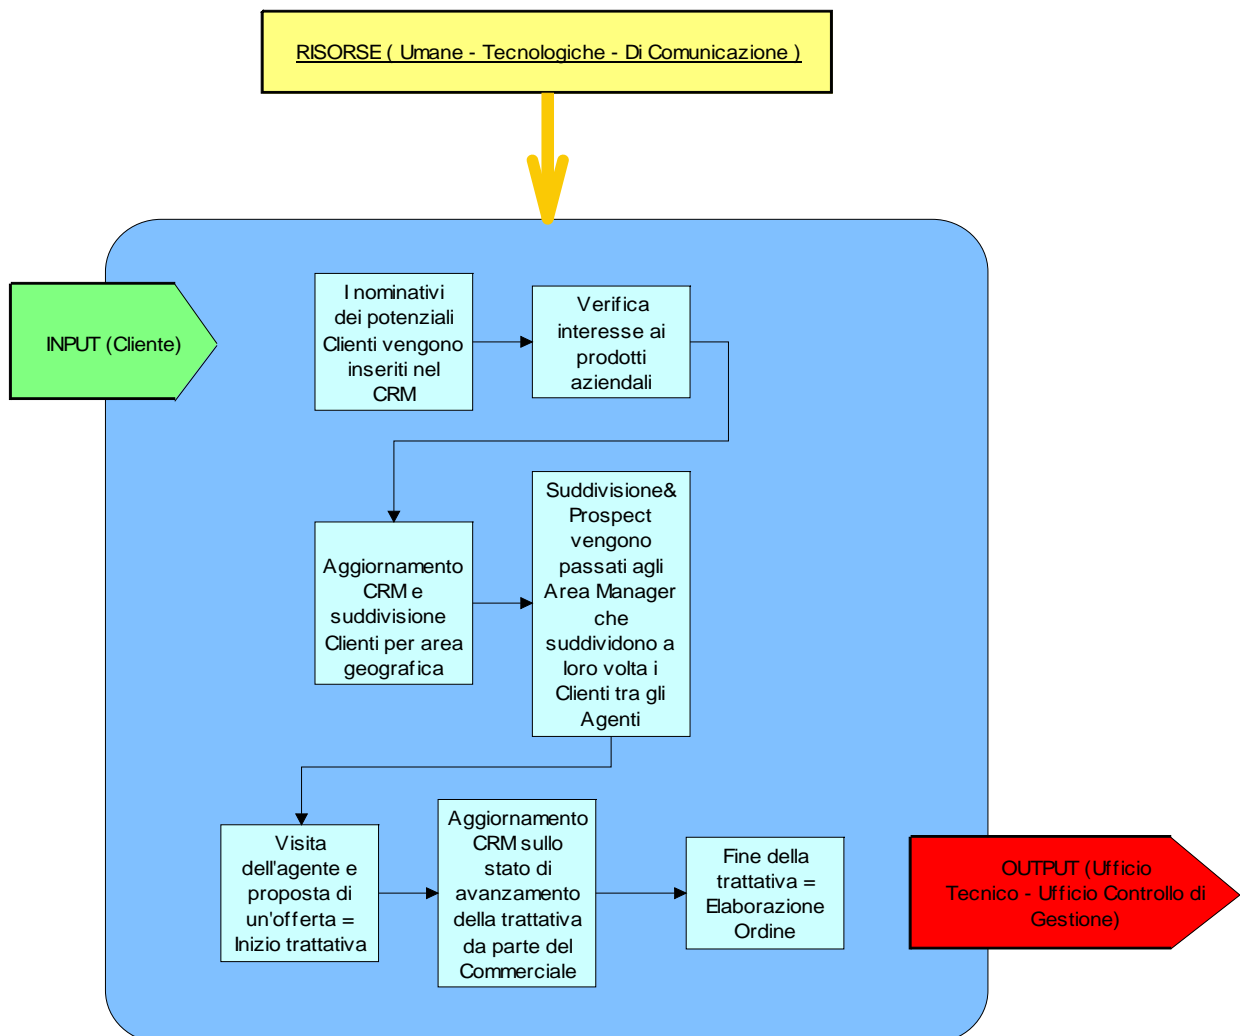 RISORSE ( Umane - Tecnologiche - Di Comunicazione )
INPUT (Cliente)
I nominativi
dei potenziali
Clienti vengono
inseriti nel
CRM
Verifica
interesse ai
prodotti
aziendali
Aggiornamento
CRM e
suddivisione
Clienti per area
geografica
Suddivisione&
Prospect
vengono
passati agli
Area Manager
che
suddividono a
loro volta i
Clienti tra gli
Agenti
Visita
dell'agente e
proposta di
un'offerta =
Inizio trattativa
Aggiornamento
CRM sullo
stato di
avanzamento
della trattativa
da parte del
Commerciale
Fine della
trattativa =
Elaborazione
Ordine
OUTPUT (Ufficio
Tecnico - Ufficio Controllo di
Gestione)